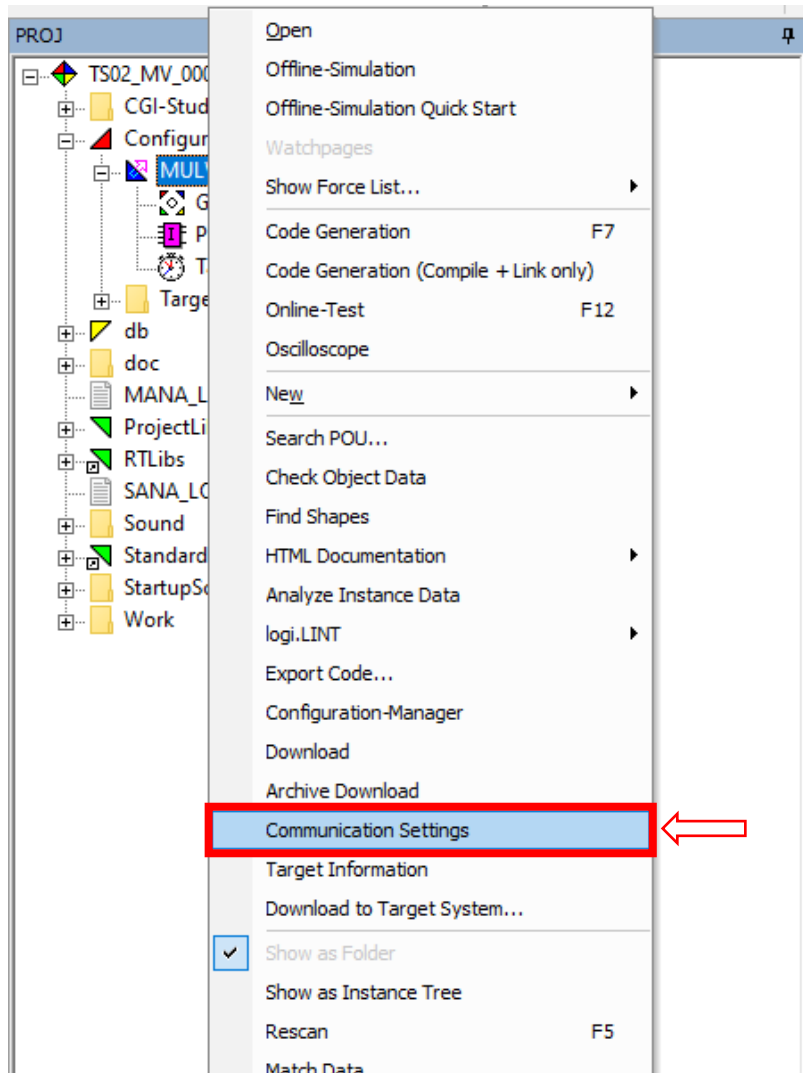 PROJ
TS02_MV_000
CGI-Stud
Configur
MUL
G
P
T
Targe
db
doc
MANA_L
ProjectLi
RTLibs
SANA_LO
Sound
Standard
StartupSc
Work
Open
Offline-Simulation
Offline-Simulation Quick Start
Watchpages
Show Force List...
Code Generation F7
Code Generation (Compile + Link only)
Online-Test F12
Oscilloscope
New
Search POU...
Check Object Data
Find Shapes
HTML Documentation
Analyze Instance Data
logi.LINT
Export Code...
Configuration-Manager
Download
Archive Download
Communication Settings
Target Information
Download to Target System...
Show as Folder
Show as Instance Tree
Rescan F5
Match Data